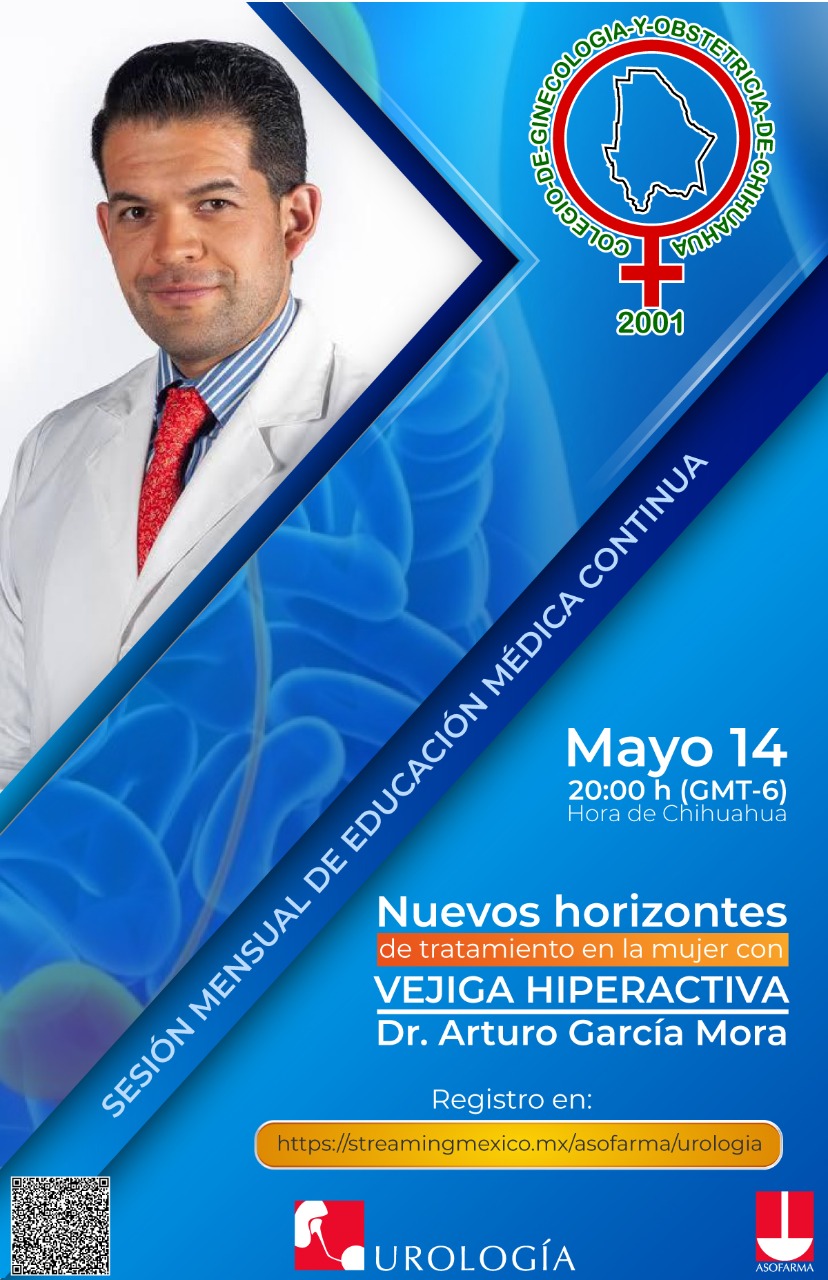 COLEGIO-DE-GINECOLOGIA-Y-OBSTETRICIA-DE-CHIHUAHUA
2001
SESIÓN MENSUAL DE EDUCACIÓN MÉDICA CONTINUA
Mayo 14
20:00 h (GMT-6)
Hora de Chihuahua
Nuevos horizontes
de tratamiento en la mujer con
VEJIGA HIPERACTIVA
Dr. Arturo García Mora
Registro en:
https://streamingmexico.mx/asofarma/urologia
UROLOGÍA
ASOFARMA